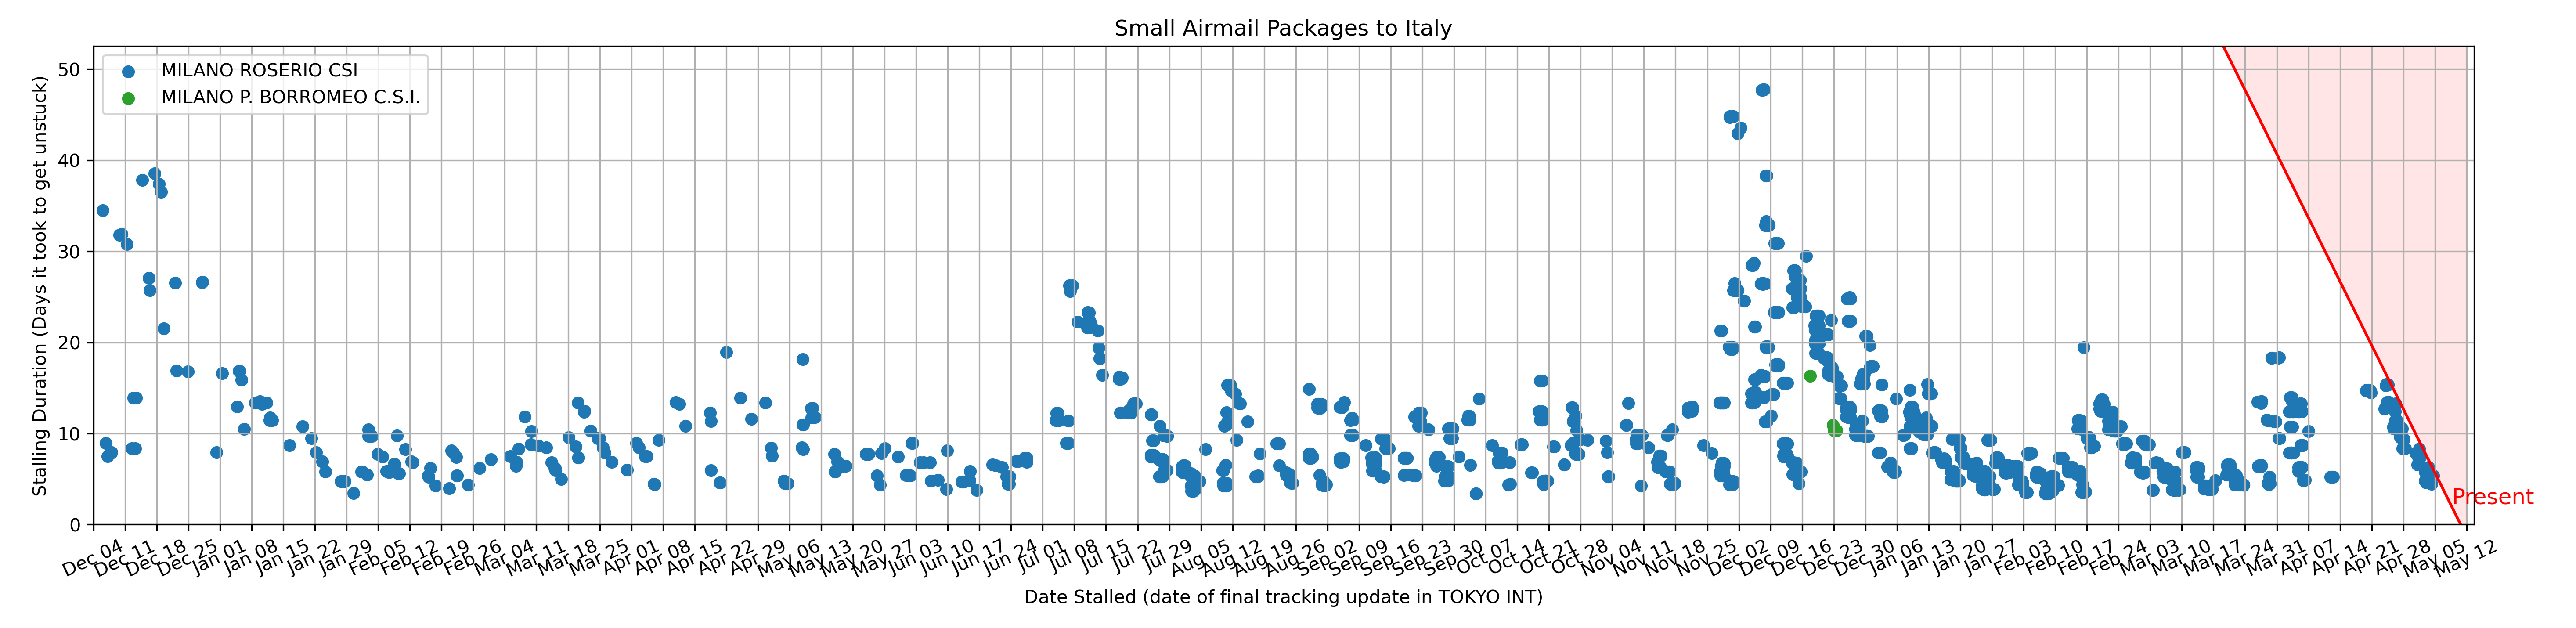 Small Airmail Packages to Italy
MILANO ROSERIO CSI
MILANO P. BORROMEO C.S.I.
Stalling Duration (Days it took to get unstuck)
50
40
30
20
10
0
Present
Dec 04
Dec 11
Dec 18
Dec 25
Jan 01
Jan 08
Jan 15
Jan 22
Jan 29
Feb 05
Feb 12
Feb 19
Feb 26
Mar 04
Mar 11
Mar 18
Mar 25
Apr 01
Apr 08
Apr 15
Apr 22
Apr 29
May 06
May 13
May 20
May 27
Jun 03
Jun 10
Jun 17
Jun 24
Jul 01
Jul 08
Jul 15
Jul 22
Jul 29
Aug 05
Aug 12
Aug 19
Aug 26
Sep 02
Sep 09
Sep 16
Sep 23
Sep 30
Oct 07
Oct 14
Oct 21
Oct 28
Nov 04
Nov 11
Nov 18
Nov 25
Dec 02
Dec 09
Dec 16
Dec 23
Dec 30
Jan 06
Jan 13
Jan 20
Jan 27
Feb 03
Feb 10
Feb 17
Feb 24
Mar 03
Mar 10
Mar 17
Mar 24
Mar 31
Apr 07
Apr 14
Apr 21
Apr 28
May 05
May 12
Date Stalled (date of final tracking update in TOKYO INT)